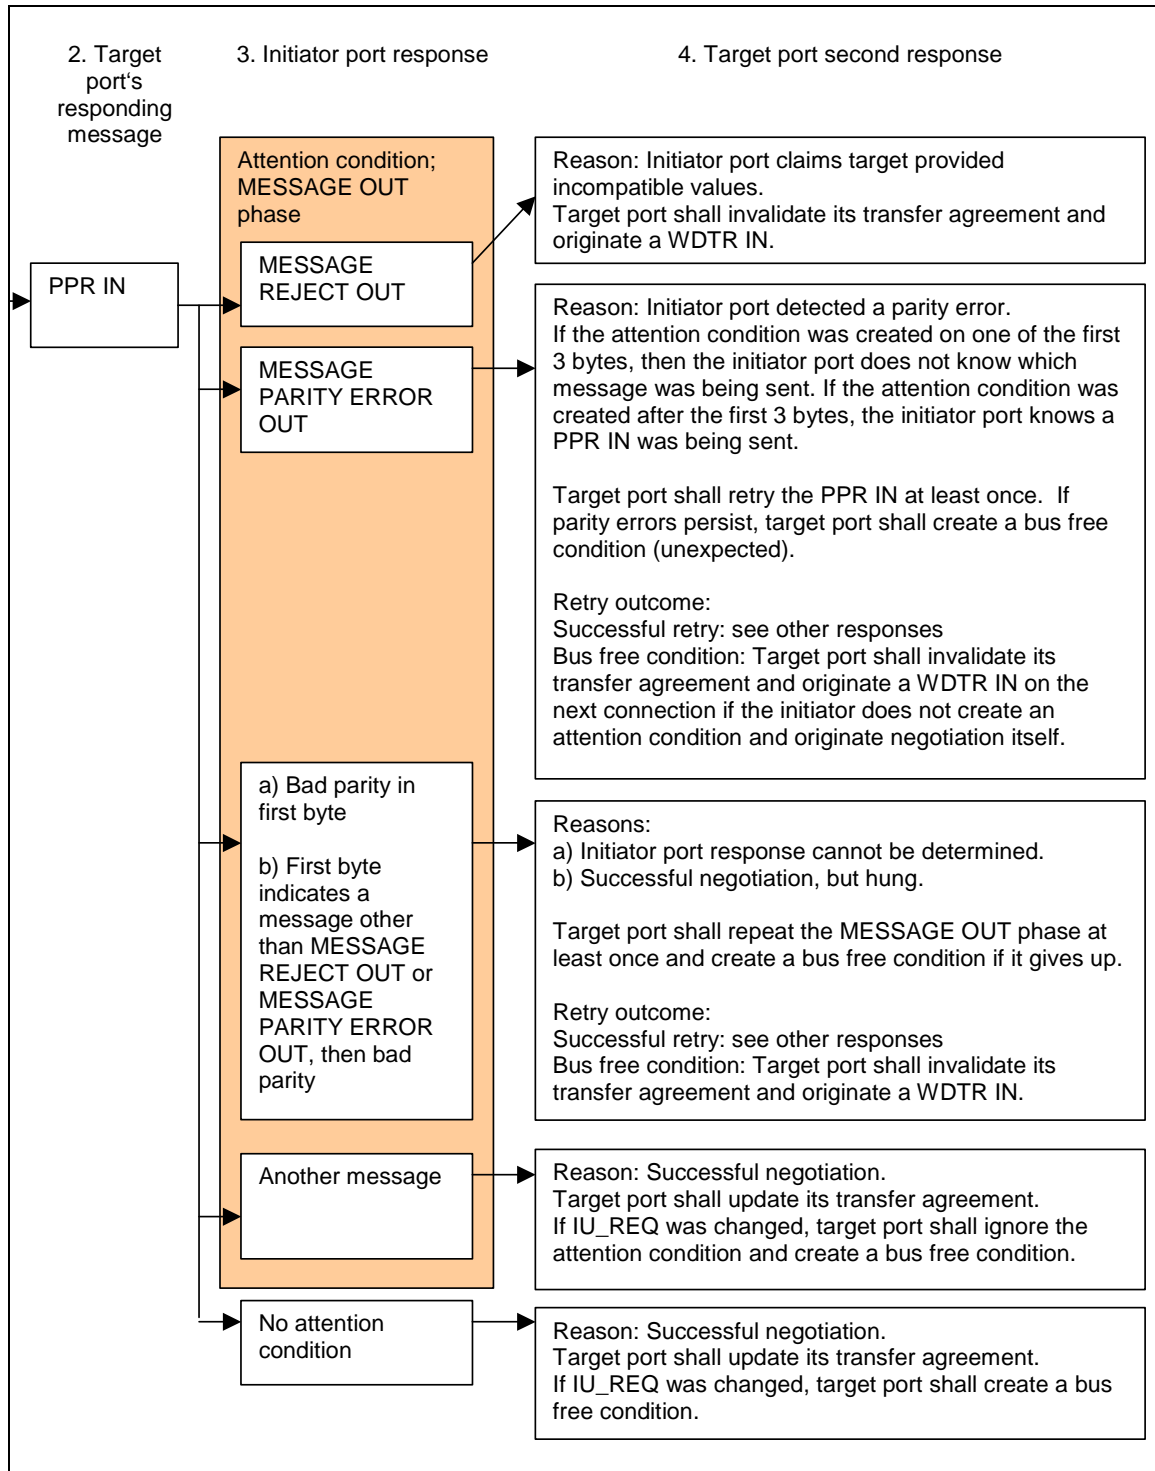 2. Target
port‘s
responding
message
3. Initiator port response
4. Target port second response
PPR IN
Attention condition;
MESSAGE OUT
phase
MESSAGE
REJECT OUT
Reason: Initiator port claims target provided
incompatible values.
Target port shall invalidate its transfer agreement and
originate a WDTR IN.
MESSAGE
PARITY ERROR
OUT
Reason: Initiator port detected a parity error.
If the attention condition was created on one of the first
3 bytes, then the initiator port does not know which
message was being sent. If the attention condition was
created after the first 3 bytes, the initiator port knows a
PPR IN was being sent.
Target port shall retry the PPR IN at least once.  If
parity errors persist, target port shall create a bus free
condition (unexpected).
Retry outcome:
Successful retry: see other responses
Bus free condition: Target port shall invalidate its
transfer agreement and originate a WDTR IN on the
next connection if the initiator does not create an
attention condition and originate negotiation itself.
a) Bad parity in
first byte
b) First byte
indicates a
message other
than MESSAGE
REJECT OUT or
MESSAGE
PARITY ERROR
OUT, then bad
parity
Reasons:
a) Initiator port response cannot be determined.
b) Successful negotiation, but hung.
Target port shall repeat the MESSAGE OUT phase at
least once and create a bus free condition if it gives up.
Retry outcome:
Successful retry: see other responses
Bus free condition: Target port shall invalidate its
transfer agreement and originate a WDTR IN.
Another message
Reason: Successful negotiation.
Target port shall update its transfer agreement.
If IU_REQ was changed, target port shall ignore the
attention condition and create a bus free condition.
No attention
condition
Reason: Successful negotiation.
Target port shall update its transfer agreement.
If IU_REQ was changed, target port shall create a bus
free condition.